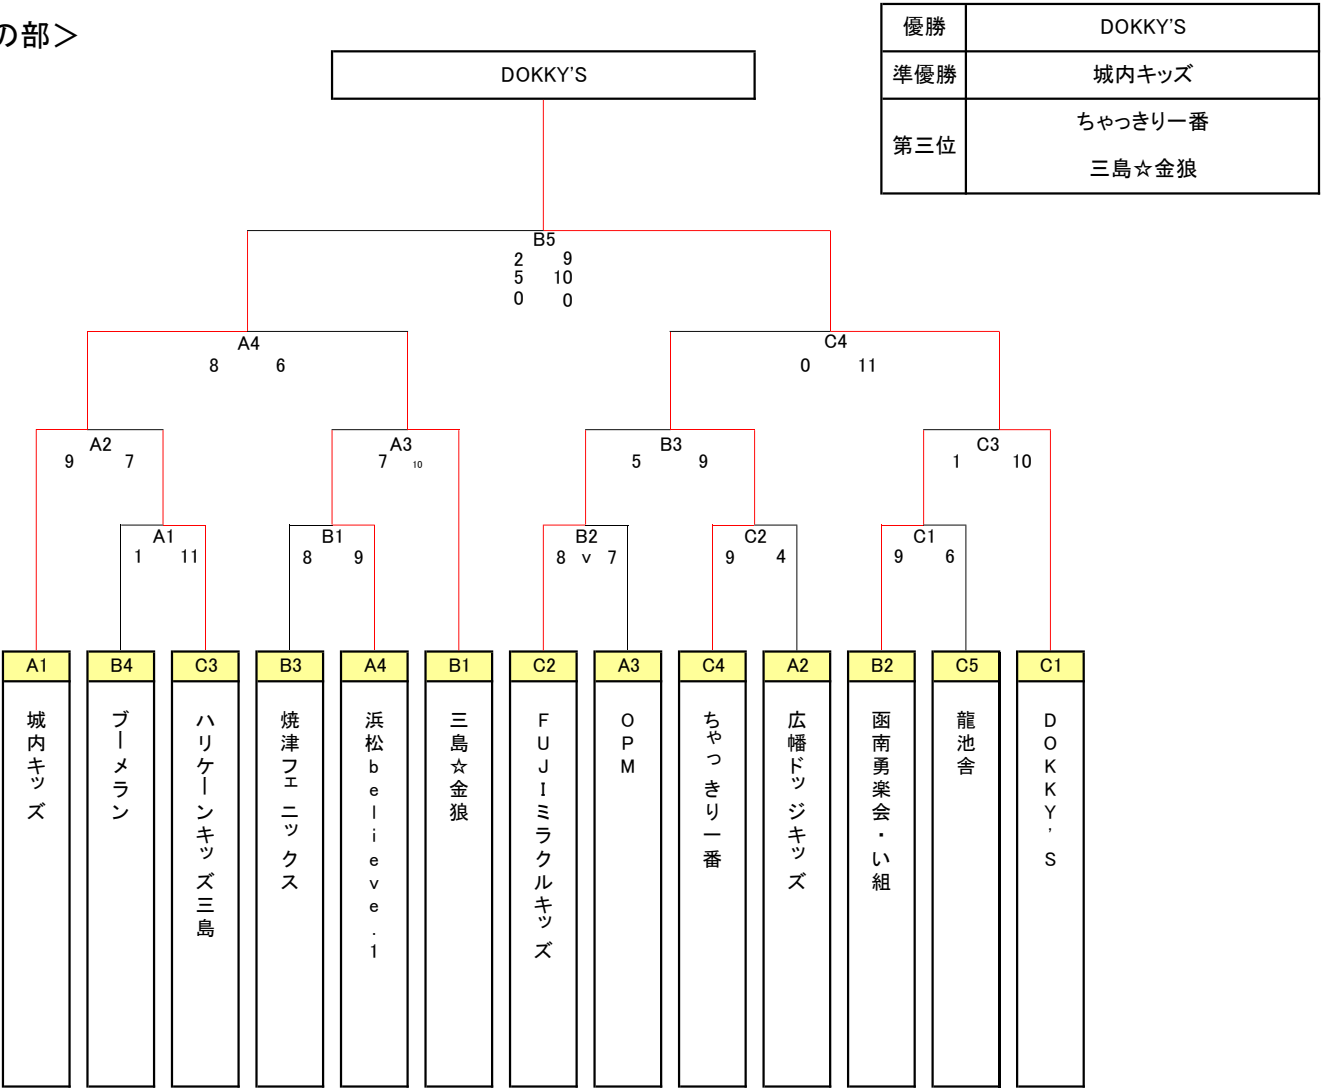 の部＞
優勝 DOKKY'S
準優勝 城内キッズ
第三位 ちゃっきり一番
三島☆金狼
DOKKY'S
B5
2 9
5 10
0 0
A4 C4
8 6 0 11
A2 A3 B3 C3
9 7 7 10 5 9 1 10
A1 B1 B2 C2 C1
1 11 8 9 8 v 7 9 4 9 6
A1 B4 C3 B3 A4 B1 C2 A3 C4 A2 B2 C5 C1
城内キッズ
ブーメラン
ハリケーンキッズ三島
焼津フェニックス
浜松believe.1
三島☆金狼
FUJIミラクルキッズ
OPM
ちゃっきり一番
広幡ドッジキッズ
函南勇楽会・い組
龍池舎
DOKKY'S